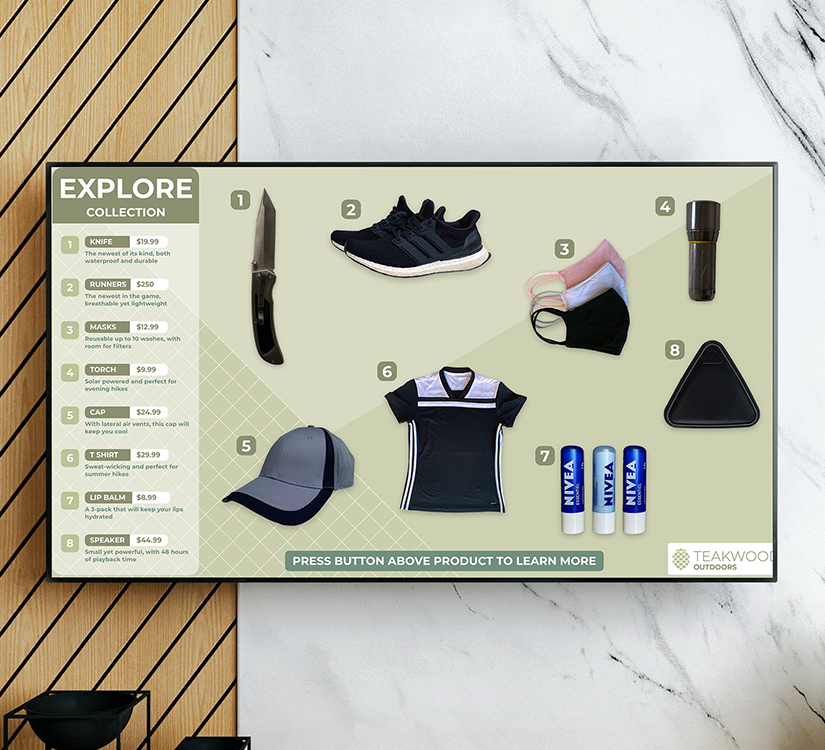 EXPLORE
COLLECTION
1
KNIFE $19.99
The newest of its kind, both
waterproof and durable
2
RUNNERS $250
The newest in the game,
breathable yet lightweight
3
MASKS $12.99
Reusable up to 10 washes, with
room for filters
4
TORCH $9.99
Solar powered and perfect for
evening hikes
5
CAP $24.99
With lateral air vents, this cap will
keep you cool
6
T SHIRT $29.99
Sweat-wicking and perfect for
summer hikes
7
LIP BALM $8.99
A 3-pack that will keep your lips
hydrated
8
SPEAKER $44.99
Small yet powerful, with 48 hours
of playback time
1
2
3
4
5
6
7
8
NIVEA
ESSENTIEL
NIVEA
NIVEA
ESSENTIEL
PRESS BUTTON ABOVE PRODUCT TO LEARN MORE
TEAKWOOD
OUTDOORS